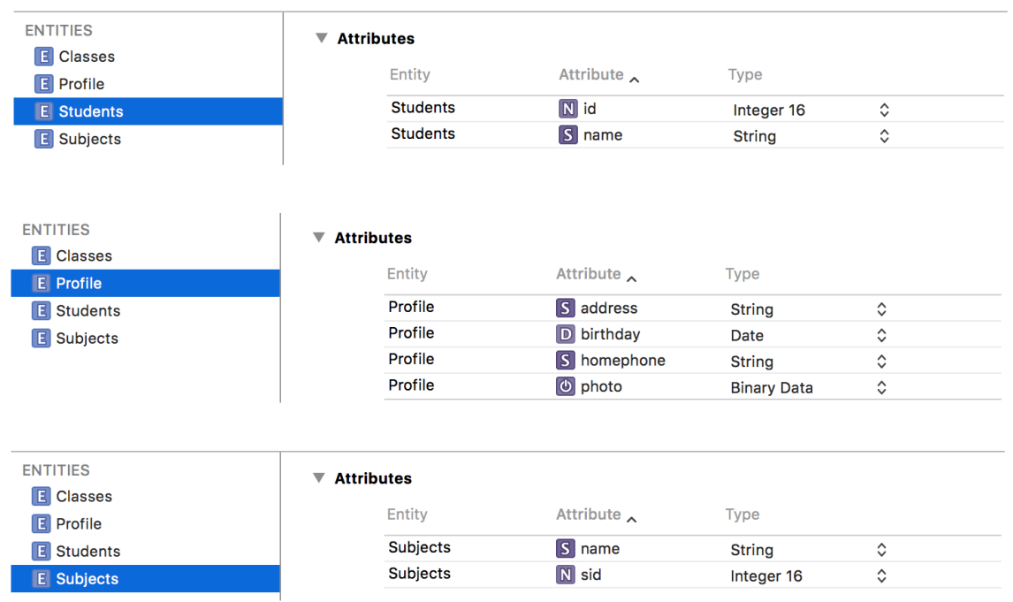 ENTITIES
E Classes
E Profile
E Students
E Subjects
Attributes
Entity Attribute Type
Students N id Integer 16
Students S name String
ENTITIES
E Classes
E Profile
E Students
E Subjects
Attributes
Entity Attribute Type
Profile S address String
Profile D birthday Date
Profile S homephone String
Profile photo Binary Data
ENTITIES
E Classes
E Profile
E Students
E Subjects
Attributes
Entity Attribute Type
Subjects S name String
Subjects N sid Integer 16